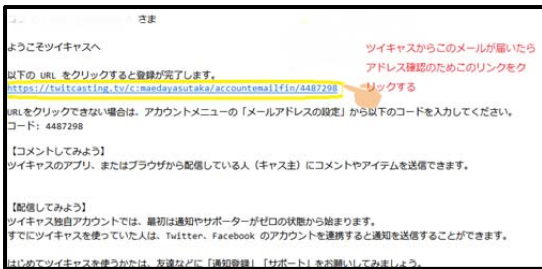 さま
ようこそツイキャスへ
ツイキャスからこのメールが届いたら
アドレス確認のためこのリンクをク
リックする
以下の URL をクリックすると登録が完了します。
https://twitcasting.tv/c:maedayasutaka/accountemailfin/4487298
URLをクリックできない場合は、アカウントメニューの「メールアドレスの設定」から以下のコードを入力してください。
コード: 4487298
【コメントしてみよう】
ツイキャスのアプリ、またはブラウザから配信している人(キャス主)にコメントやアイテムを送信できます。
【配信してみよう】
ツイキャス独自アカウントでは、最初は通知やサポーターがゼロの状態から始まります。
すでにツイキャスを使っていた人は、Twitter、Facebook のアカウントを連携すると通知を送信することができます。
はじめてツイキャスを使うかたは、友達などに「通知登録」「サポート」をお願いしてみましょう。